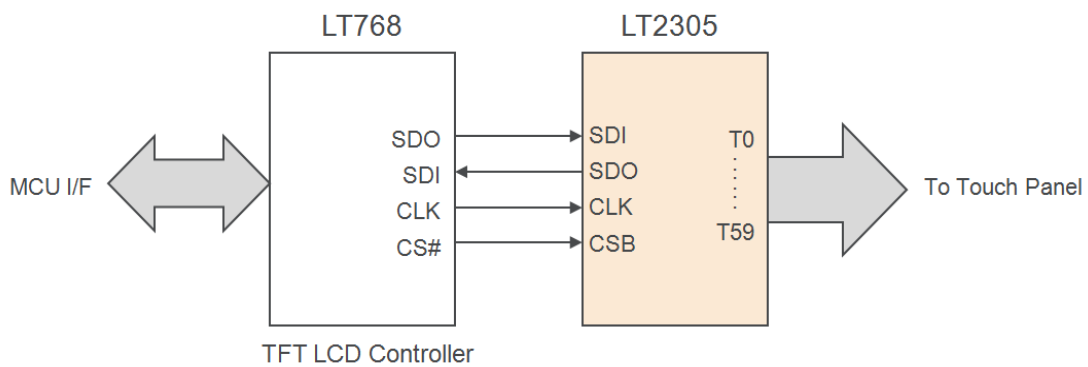 LT768
LT2305
MCU I/F
SDO
SDI
CLK
CS#
SDI
SDO
CLK
CSB
T0
T59
To Touch Panel
TFT LCD Controller